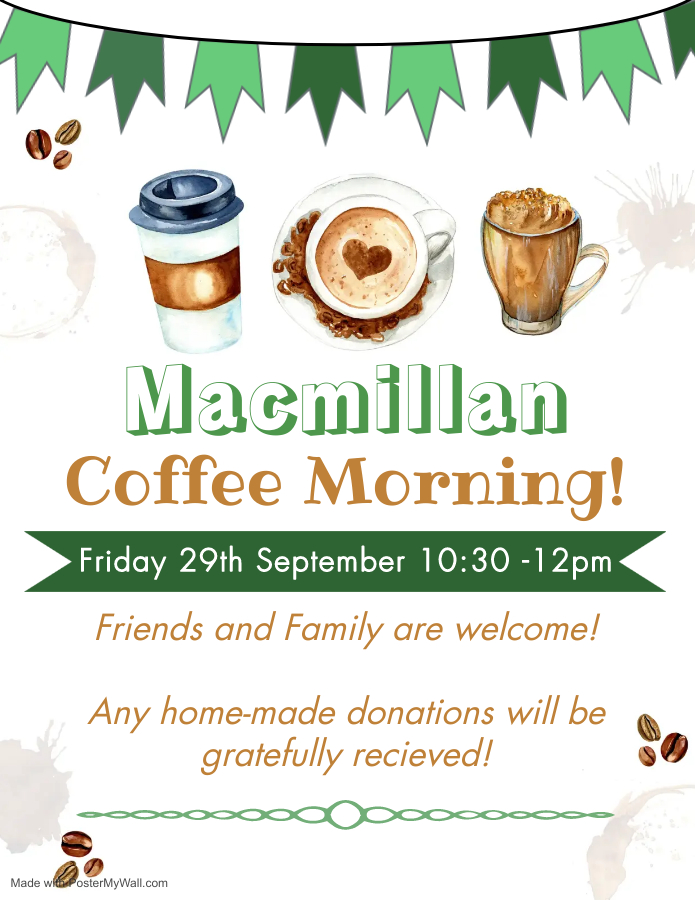 Macmillan
Coffee Morning!
Friday 29th September 10:30 -12pm
Friends and Family are welcome!
Any home-made donations will be
gratefully recieved!
Made with PosterMyWall.com